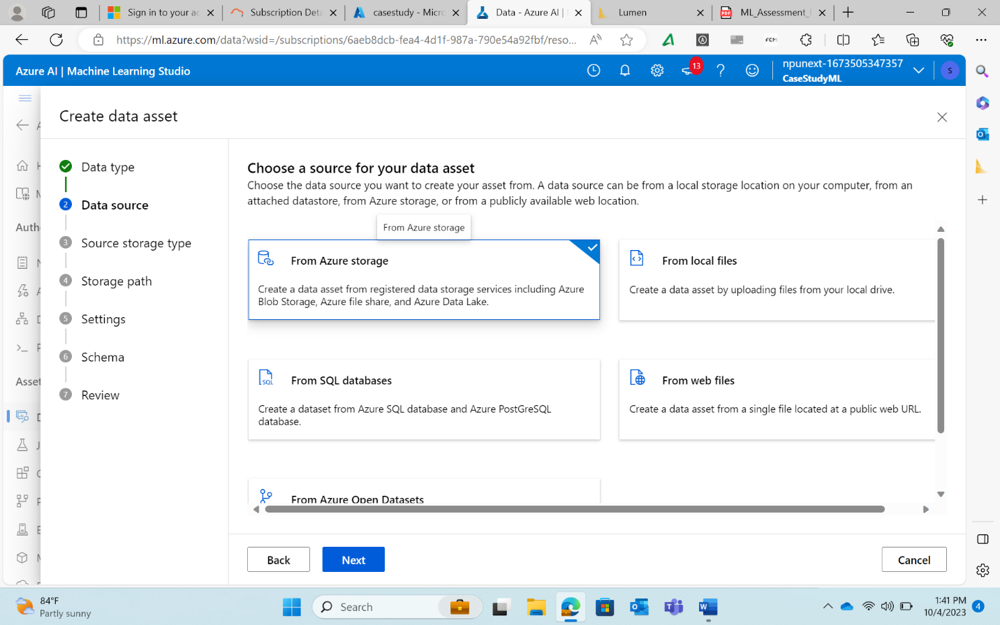 Sign in to your ac
Subscription Deta
casestudy - Micro
Data - Azure AI |
Lumen
ML_Assessment_
https://ml.azure.com/data?wsid=/subscriptions/6aeb8dcb-fea4-4d1f-987a-790e54a92fbf/reso...
FCM
Azure AI | Machine Learning Studio
13
npunext-1673505347357
CaseStudyML
S
Create data asset
Data type
2 Data source
3 Source storage type
4 Storage path
5 Settings
6 Schema
7 Review
Auth
Asset
Choose a source for your data asset
Choose the data source you want to create your asset from. A data source can be from a local storage location on your computer, from an
attached datastore, from Azure storage, or from a publicly available web location.
From Azure storage
From Azure storage
Create a data asset from registered data storage services including Azure
Blob Storage, Azure file share, and Azure Data Lake.
From local files
Create a data asset by uploading files from your local drive.
SQL
From SQL databases
Create a dataset from Azure SQL database and Azure PostGreSQL
database.
From web files
Create a data asset from a single file located at a public web URL.
From Azure Open Datasets
Back
Next
Cancel
84°F
Partly sunny
Search
1:41 PM
10/4/2023
4